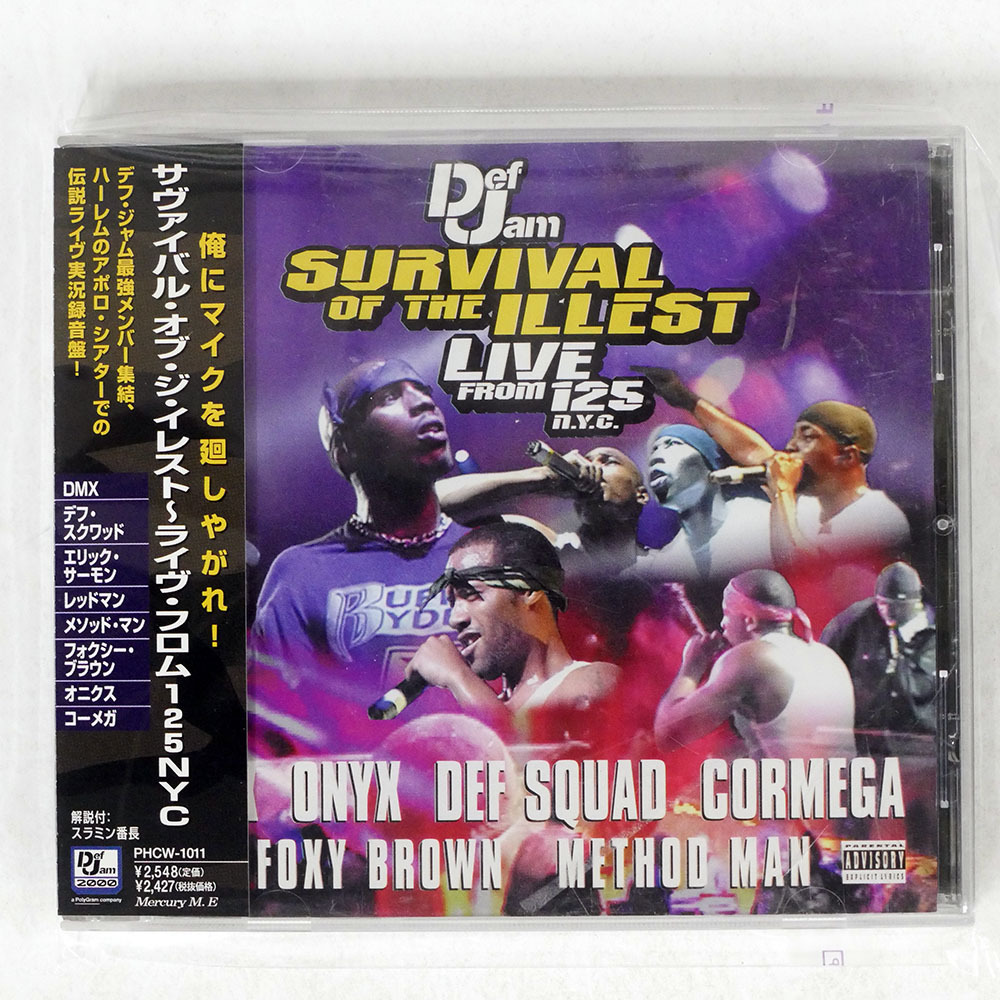 俺にマイクを廻しやがれ!
サヴァイバル・オブ・ジ・イレスト〜ライヴ・フロム125NYC
デフ・ジャム最強メンバー集結、
ハーレムのアポロ・シアターでの
伝説ライヴ実況録音盤!
DMX
デフ・
スクワッド
エリック・
サーモン
レッドマン
メソッド・マン
フォクシー・
ブラウン
オニクス
コーメガ
解説付:
スラミン番長
Def
Jam
2000
a PolyGram company
PHCW-1011
¥2,548(定価)
¥2,427(税抜価格)
Mercury M. E
Def
Jam
SURVIVAL
OF THE ILLEST
LIVE
FROM 125
N.Y.C.
ONYX DEF SQUAD CORMEGA
FOXY BROWN METHOD MAN
PARENTAL
ADVISORY
EXPLICIT LYRICS